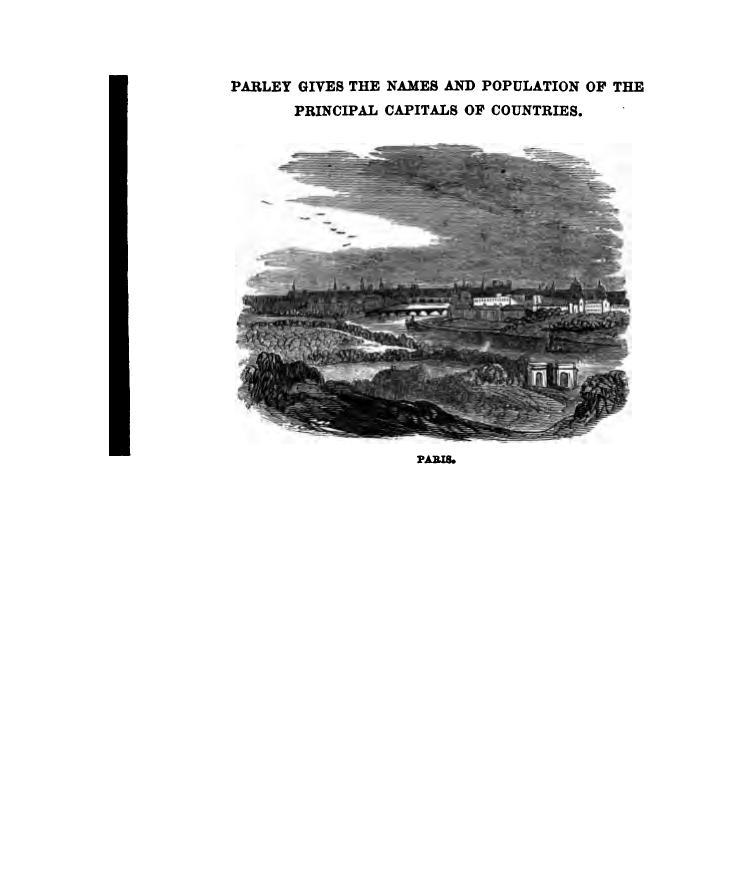 PARLEY GIVES THE NAMES AND POPULATION OF THE
PRINCIPAL CAPITALS OF COUNTRIES.
PARIS.